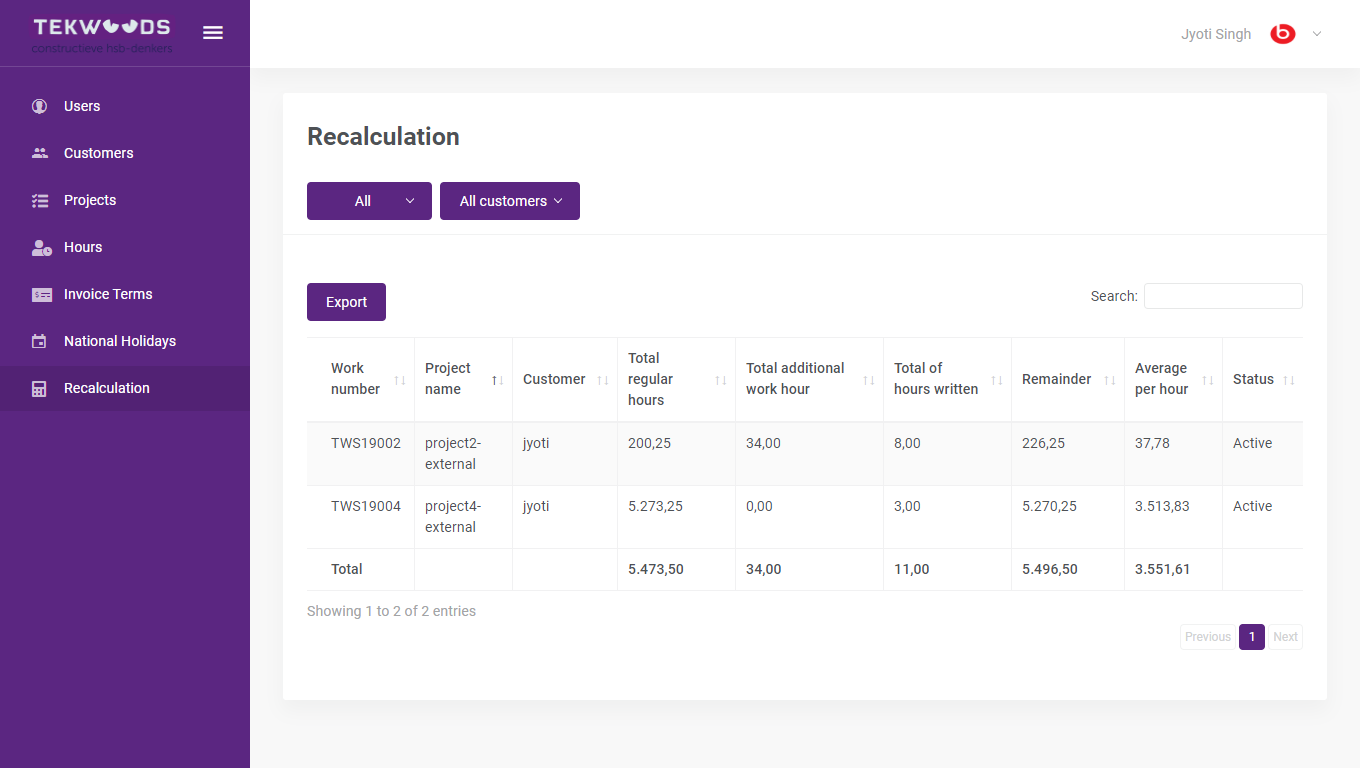 TEKWOODS
constructieve hsb-denkers
Jyoti Singh
Users
Customers
Projects
Hours
Invoice Terms
National Holidays
Recalculation
Recalculation
All
All customers
Export
Search:
Work number
Project name
Customer
Total regular hours
Total additional work hour
Total of hours written
Remainder
Average per hour
Status
TWS19002 project2-external jyoti 200,25 34,00 8,00 226,25 37,78 Active
TWS19004 project4-external jyoti 5.273,25 0,00 3,00 5.270,25 3.513,83 Active
Total 5.473,50 34,00 11,00 5.496,50 3.551,61
Showing 1 to 2 of 2 entries
Previous 1 Next